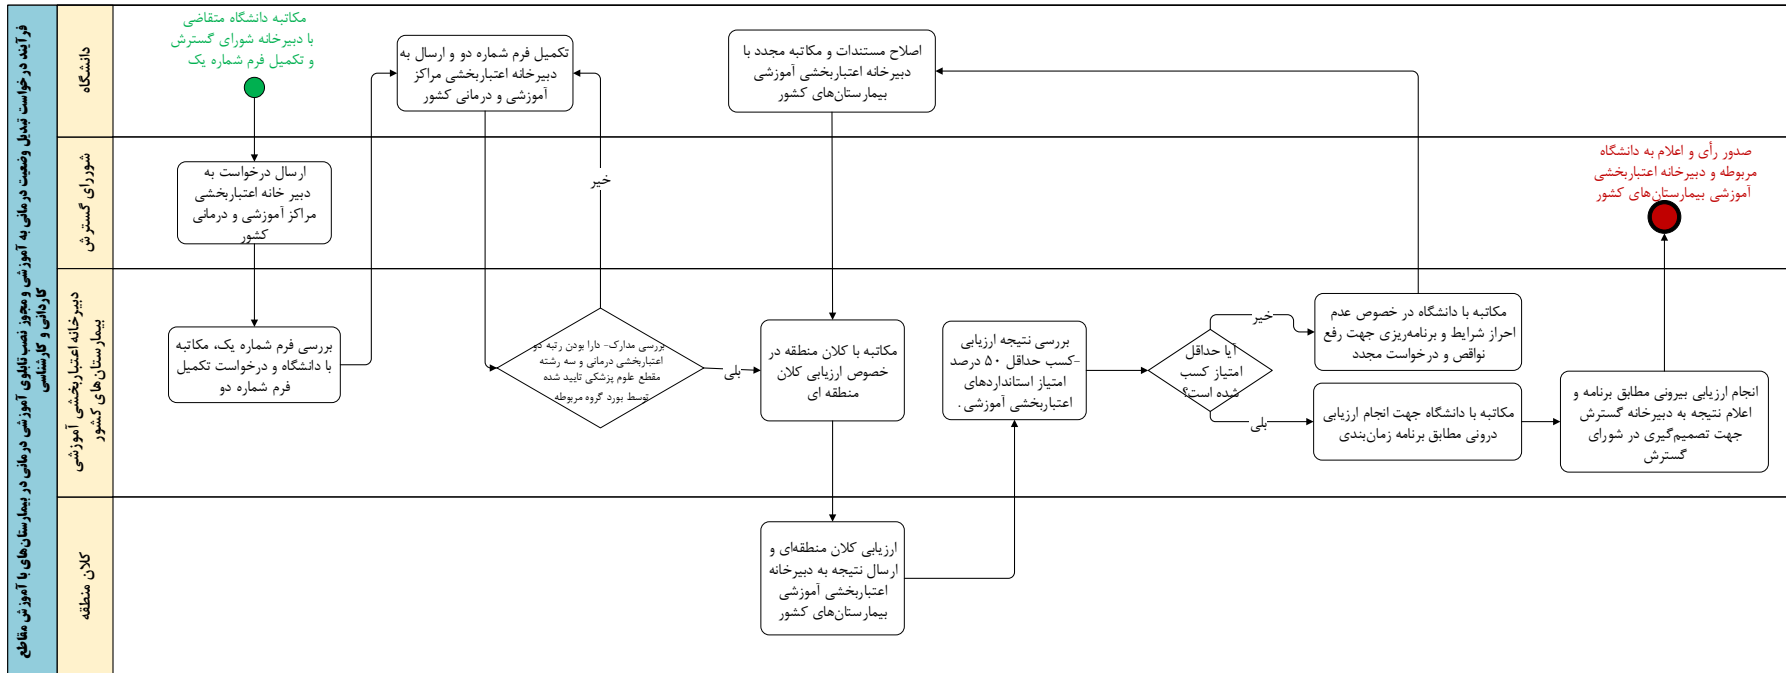 فرآیند درخواست تبدیل وضعیت درمانی به آموزشی و مجوز نصب تابلوی آموزشی درمانی در بیمارستان‌های با آموزش مقاطع
کاردانی و کارشناسی
دانشگاه
مکاتبه دانشگاه متقاضی
با دبیرخانه شورای گسترش
و تکمیل فرم شماره یک
تکمیل فرم شماره دو و ارسال به
دبیرخانه اعتباربخشی مراکز
آموزشی و درمانی کشور
اصلاح مستندات و مکاتبه مجدد با
دبیرخانه اعتباربخشی آموزشی
بیمارستان‌های کشور
شورای گسترش
ارسال درخواست به
دبیر خانه اعتباربخشی
مراکز آموزشی و درمانی
کشور
خیر
صدور رأی و اعلام به دانشگاه
مربوطه و دبیرخانه اعتباربخشی
آموزشی بیمارستان‌های کشور
دبیرخانه اعتباربخشی آموزشی
بیمارستان‌های کشور
بررسی فرم شماره یک، مکاتبه
با دانشگاه و درخواست تکمیل
فرم شماره دو
بررسی مدارک- دارا بودن رتبه دو
اعتباربخشی درمانی و سه رشته
مقطع علوم پزشکی تایید شده
توسط بورد گروه مربوطه
بلی
مکاتبه با کلان منطقه در
خصوص ارزیابی کلان
منطقه ای
بررسی نتیجه ارزیابی
-کسب حداقل ۵۰ درصد
امتیاز استانداردهای
اعتباربخشی آموزشی .
آیا حداقل
امتیاز کسب
شده است؟
خیر
بلی
مکاتبه با دانشگاه در خصوص عدم
احراز شرایط و برنامه‌ریزی جهت رفع
نواقص و درخواست مجدد
مکاتبه با دانشگاه جهت انجام ارزیابی
درونی مطابق برنامه زمان‌بندی
انجام ارزیابی بیرونی مطابق برنامه و
اعلام نتیجه به دبیرخانه گسترش
جهت تصمیم‌گیری در شورای
گسترش
کلان منطقه
ارزیابی کلان منطقه‌ای و
ارسال نتیجه به دبیرخانه
اعتباربخشی آموزشی
بیمارستان‌های کشور